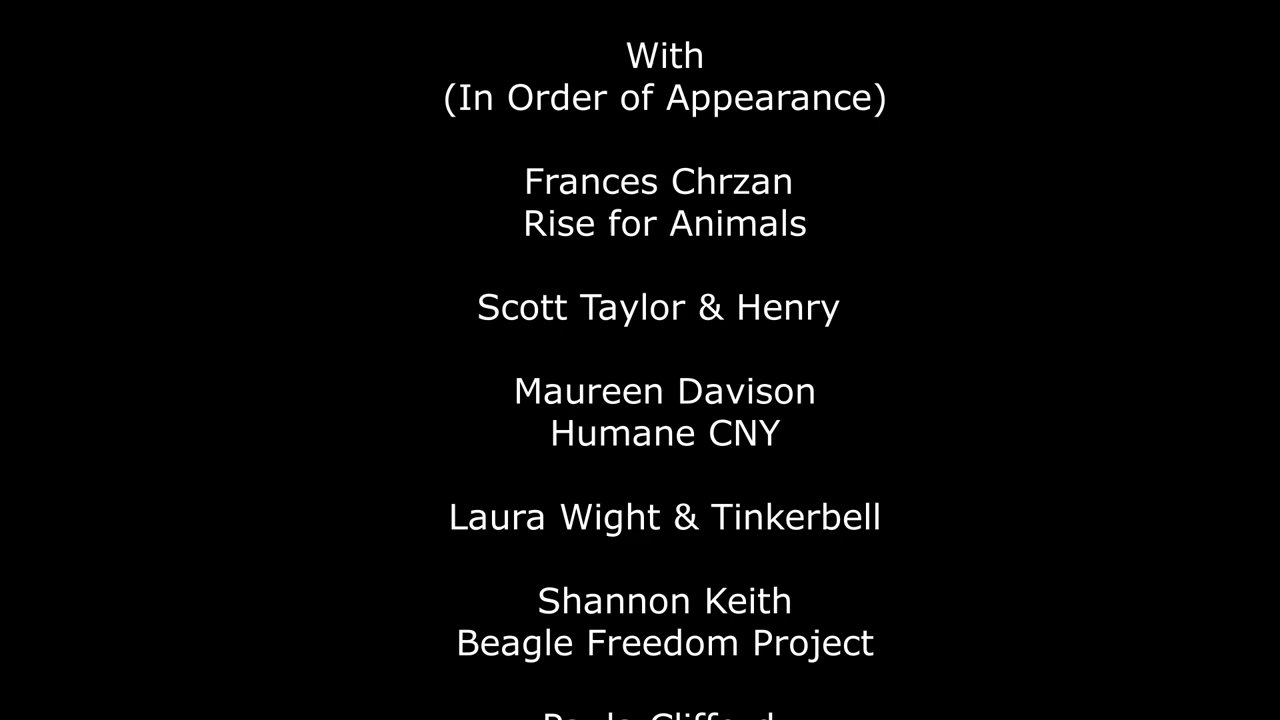 With
(In Order of Appearance)
Frances Chrzan
Rise for Animals
Scott Taylor & Henry
Maureen Davison
Humane CNY
Laura Wight & Tinkerbell
Shannon Keith
Beagle Freedom Project